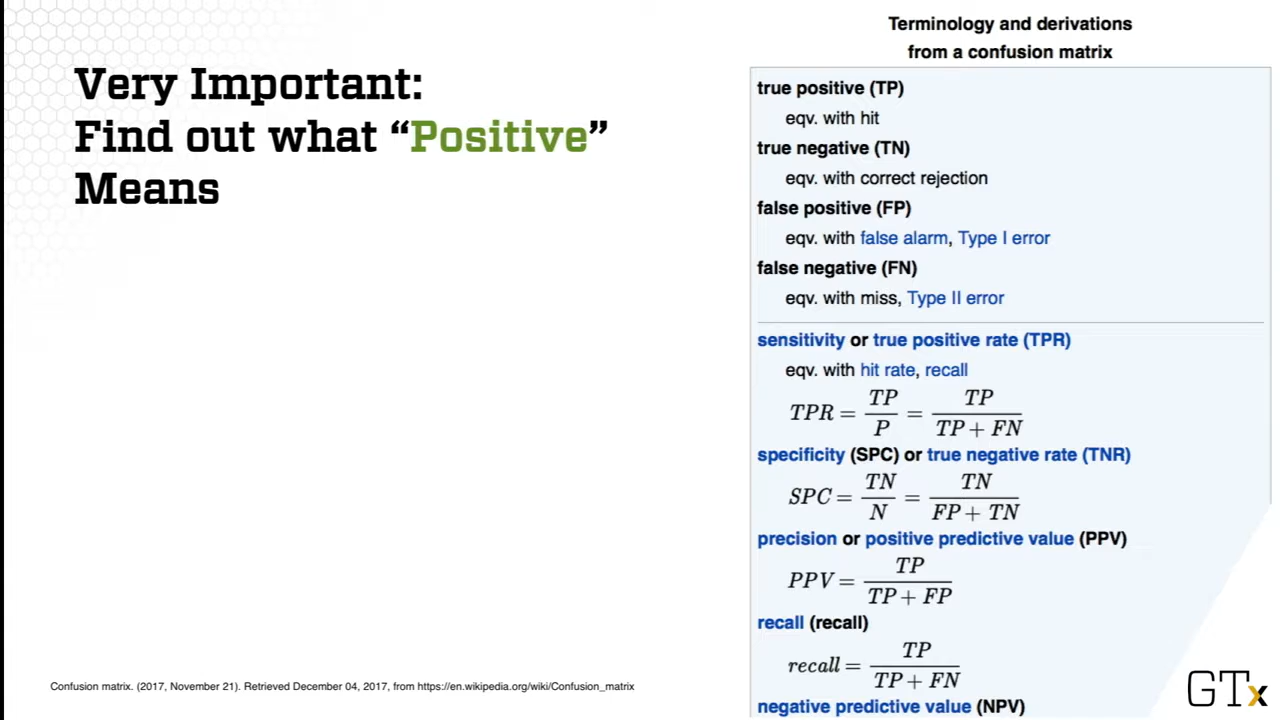 Very Important:
Find out what “Positive”
Means
Terminology and derivations
from a confusion matrix
true positive (TP)
eqv. with hit
true negative (TN)
eqv. with correct rejection
false positive (FP)
eqv. with false alarm, Type I error
false negative (FN)
eqv. with miss, Type II error
sensitivity or true positive rate (TPR)
eqv. with hit rate, recall
TPR = TP / P = TP / (TP + FN)
specificity (SPC) or true negative rate (TNR)
SPC = TN / N = TN / (FP + TN)
precision or positive predictive value (PPV)
PPV = TP / (TP + FP)
recall (recall)
recall = TP / (TP + FN)
negative predictive value (NPV)
Confusion matrix. (2017, November 21). Retrieved December 04, 2017, from https://en.wikipedia.org/wiki/Confusion_matrix
GTx